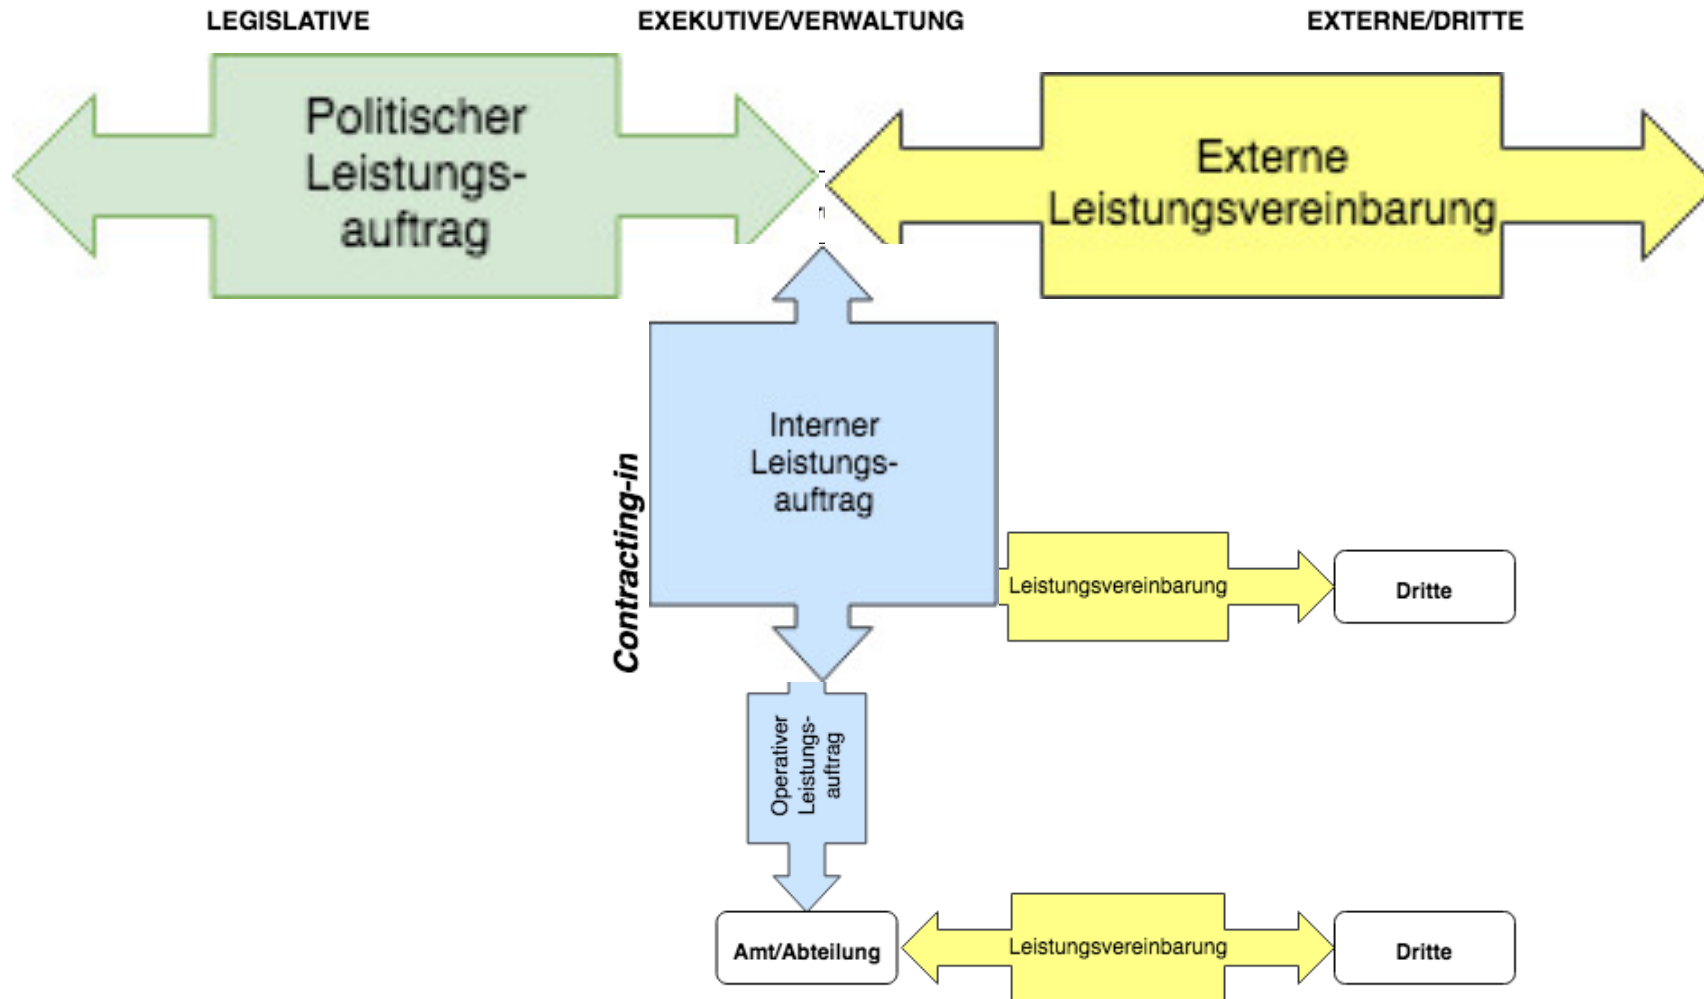 LEGISLATIVE
EXEKUTIVE/VERWALTUNG
EXTERNE/DRITTE
Politischer
Leistungs-
auftrag
Externe
Leistungsvereinbarung
Interner
Leistungs-
auftrag
Contracting-in
Leistungsvereinbarung
Dritte
Operativer
Leistungs-
auftrag
Amt/Abteilung
Leistungsvereinbarung
Dritte